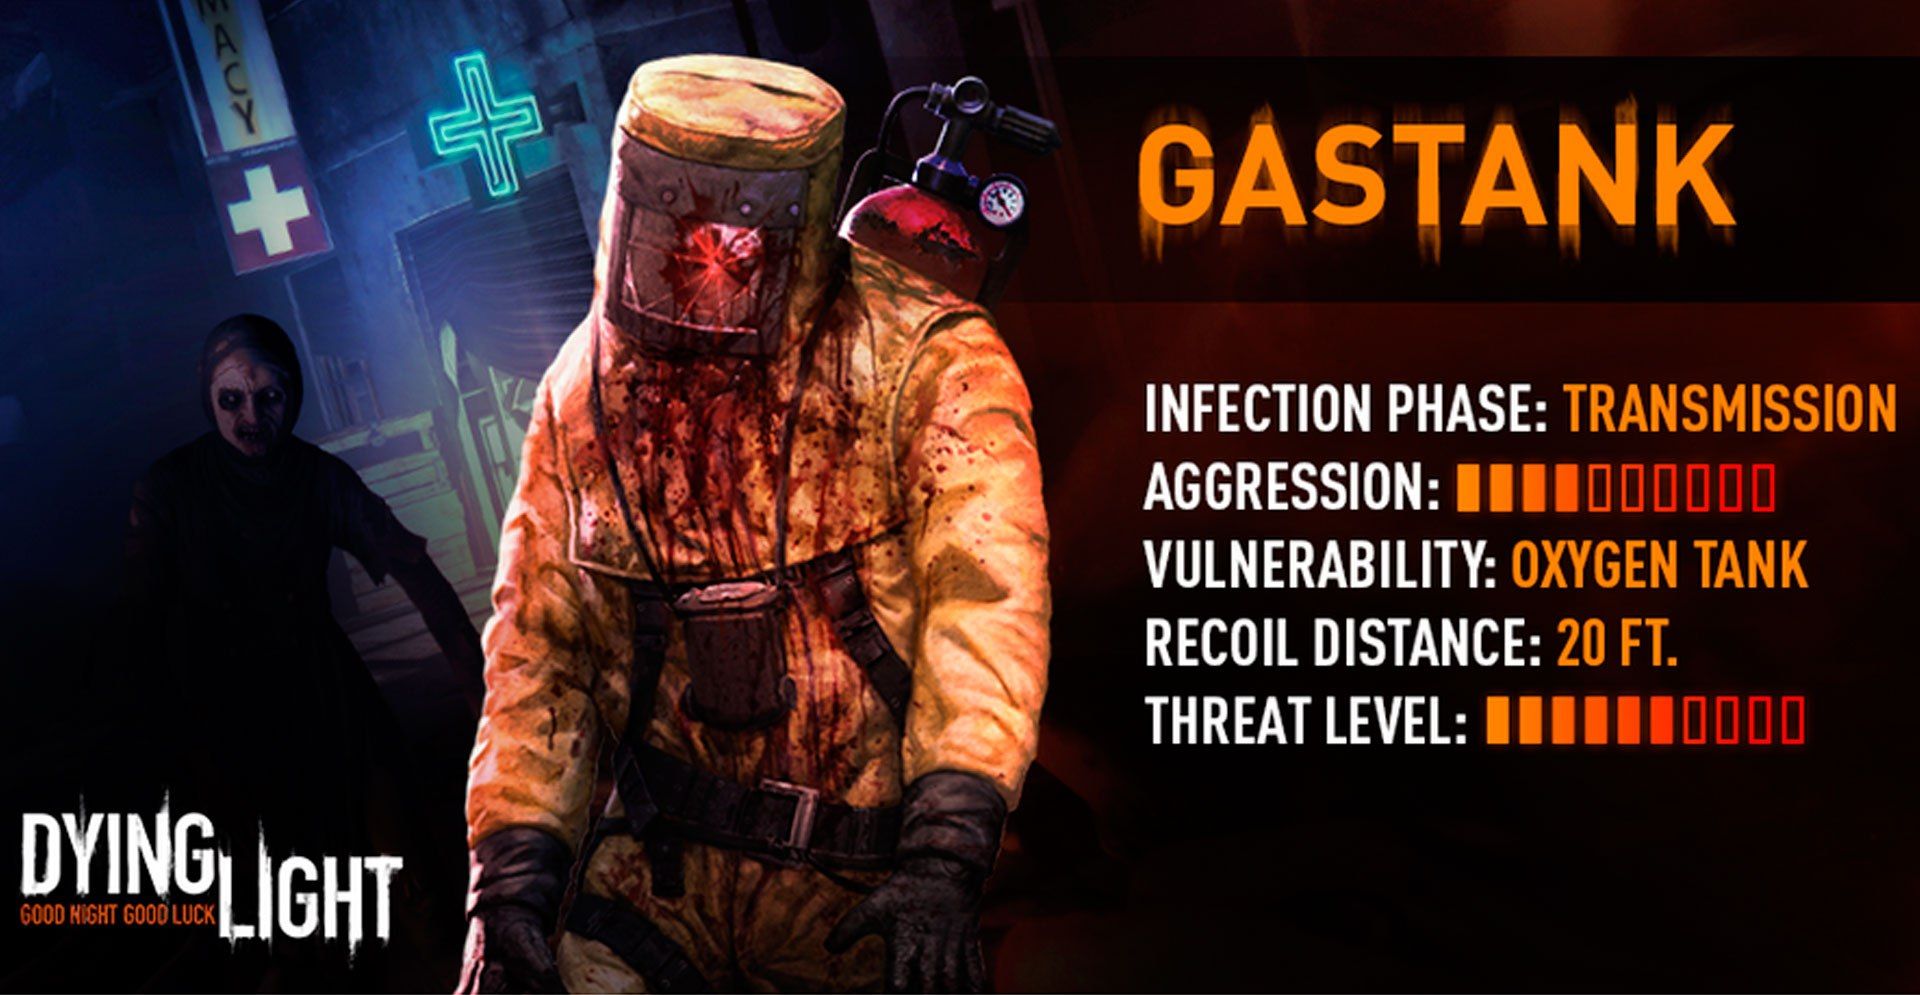 MACY
GASTANK
INFECTION PHASE: TRANSMISSION
AGGRESSION:
VULNERABILITY: OXYGEN TANK
RECOIL DISTANCE: 20 FT.
THREAT LEVEL:
DYING LIGHT
GOOD NIGHT GOOD LUCK